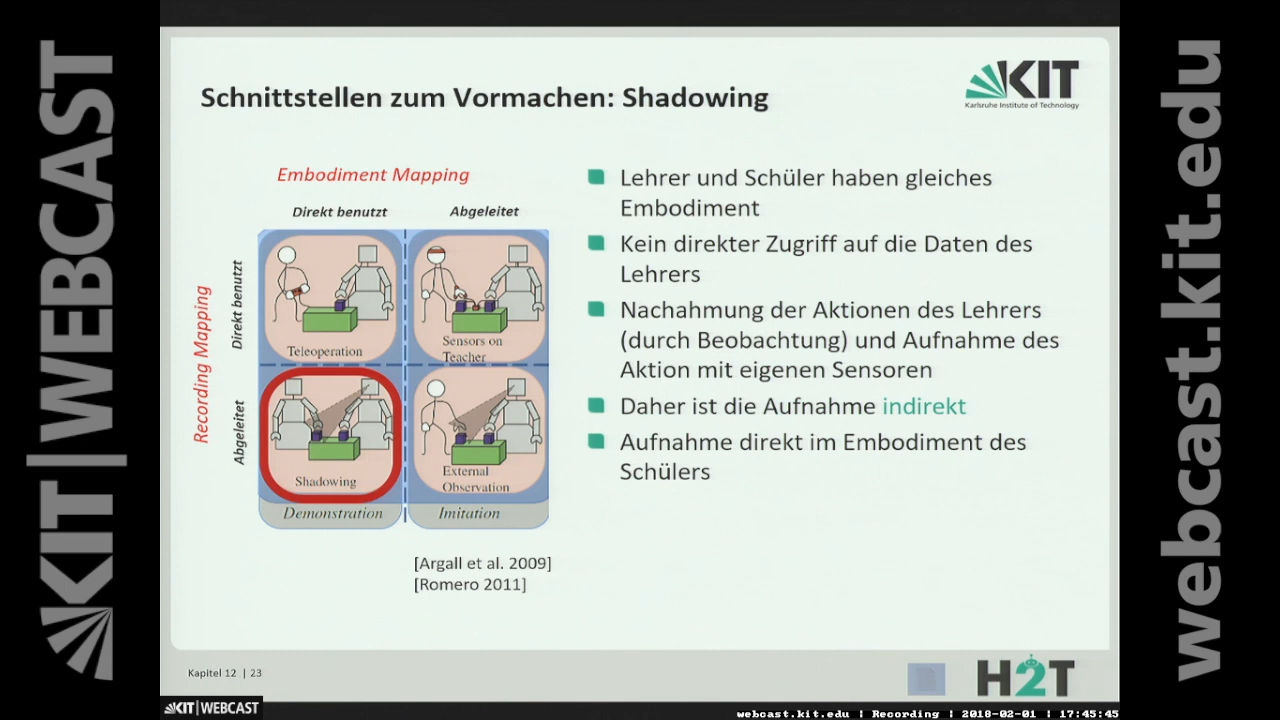 KIT|WEBCAST
Schnittstellen zum Vormachen: Shadowing
KIT
Karlsruhe Institute of Technology
Embodiment Mapping
Direkt benutzt
Abgeleitet
Recording Mapping
Direkt benutzt
Abgeleitet
Teleoperation
Sensors on
Teacher
Shadowing
External
Observation
Demonstration
Imitation
[Argall et al. 2009]
[Romero 2011]
Lehrer und Schüler haben gleiches
Embodiment
Kein direkter Zugriff auf die Daten des
Lehrers
Nachahmung der Aktionen des Lehrers
(durch Beobachtung) und Aufnahme des
Aktion mit eigenen Sensoren
Daher ist die Aufnahme indirekt
Aufnahme direkt im Embodiment des
Schülers
Kapitel 12 | 23
H2T
KIT|WEBCAST
webcast.kit.edu | Recording | 2018-02-01 | 17:45:45
webcast.kit.edu